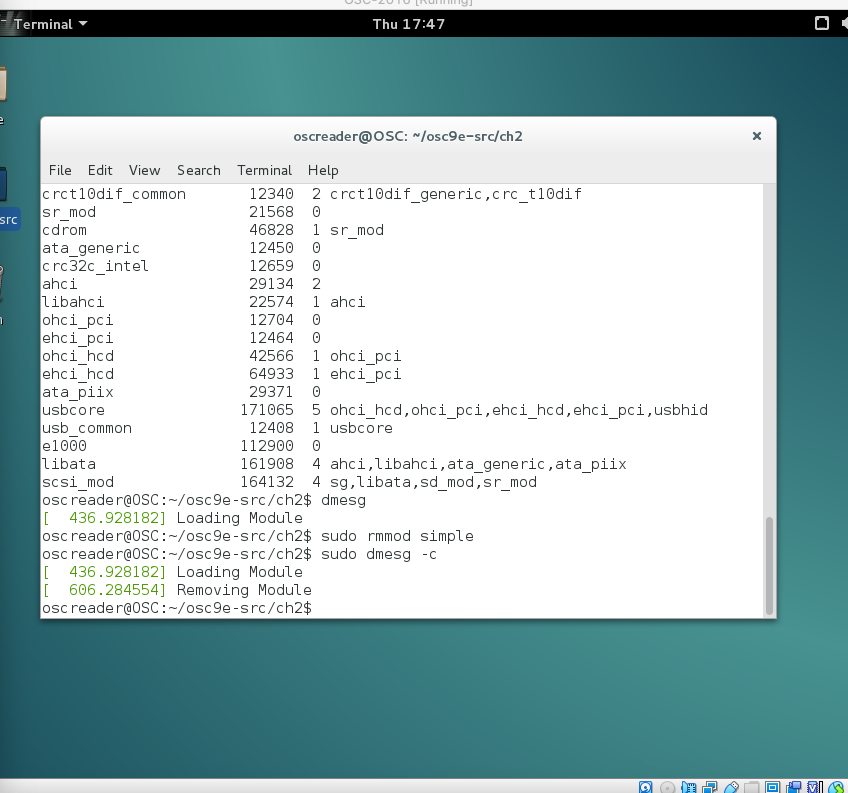 OSC-2016 [Running]
Terminal
Thu 17:47
e
src
n
oscreader@OSC: ~/osc9e-src/ch2
File Edit View Search Terminal Help
crct10dif_common 12340 2 crct10dif_generic,crc_t10dif
sr_mod 21568 0
cdrom 46828 1 sr_mod
ata_generic 12450 0
crc32c_intel 12659 0
ahci 29134 2
libahci 22574 1 ahci
ohci_pci 12704 0
ehci_pci 12464 0
ohci_hcd 42566 1 ohci_pci
ehci_hcd 64933 1 ehci_pci
ata_piix 29371 0
usbcore 171065 5 ohci_hcd,ohci_pci,ehci_hcd,ehci_pci,usbhid
usb_common 12408 1 usbcore
e1000 112900 0
libata 161908 4 ahci,libahci,ata_generic,ata_piix
scsi_mod 164132 4 sg,libata,sd_mod,sr_mod
oscreader@OSC:~/osc9e-src/ch2$ dmesg
[  436.928182] Loading Module
oscreader@OSC:~/osc9e-src/ch2$ sudo rmmod simple
oscreader@OSC:~/osc9e-src/ch2$ sudo dmesg -c
[  436.928182] Loading Module
[  606.284554] Removing Module
oscreader@OSC:~/osc9e-src/ch2$